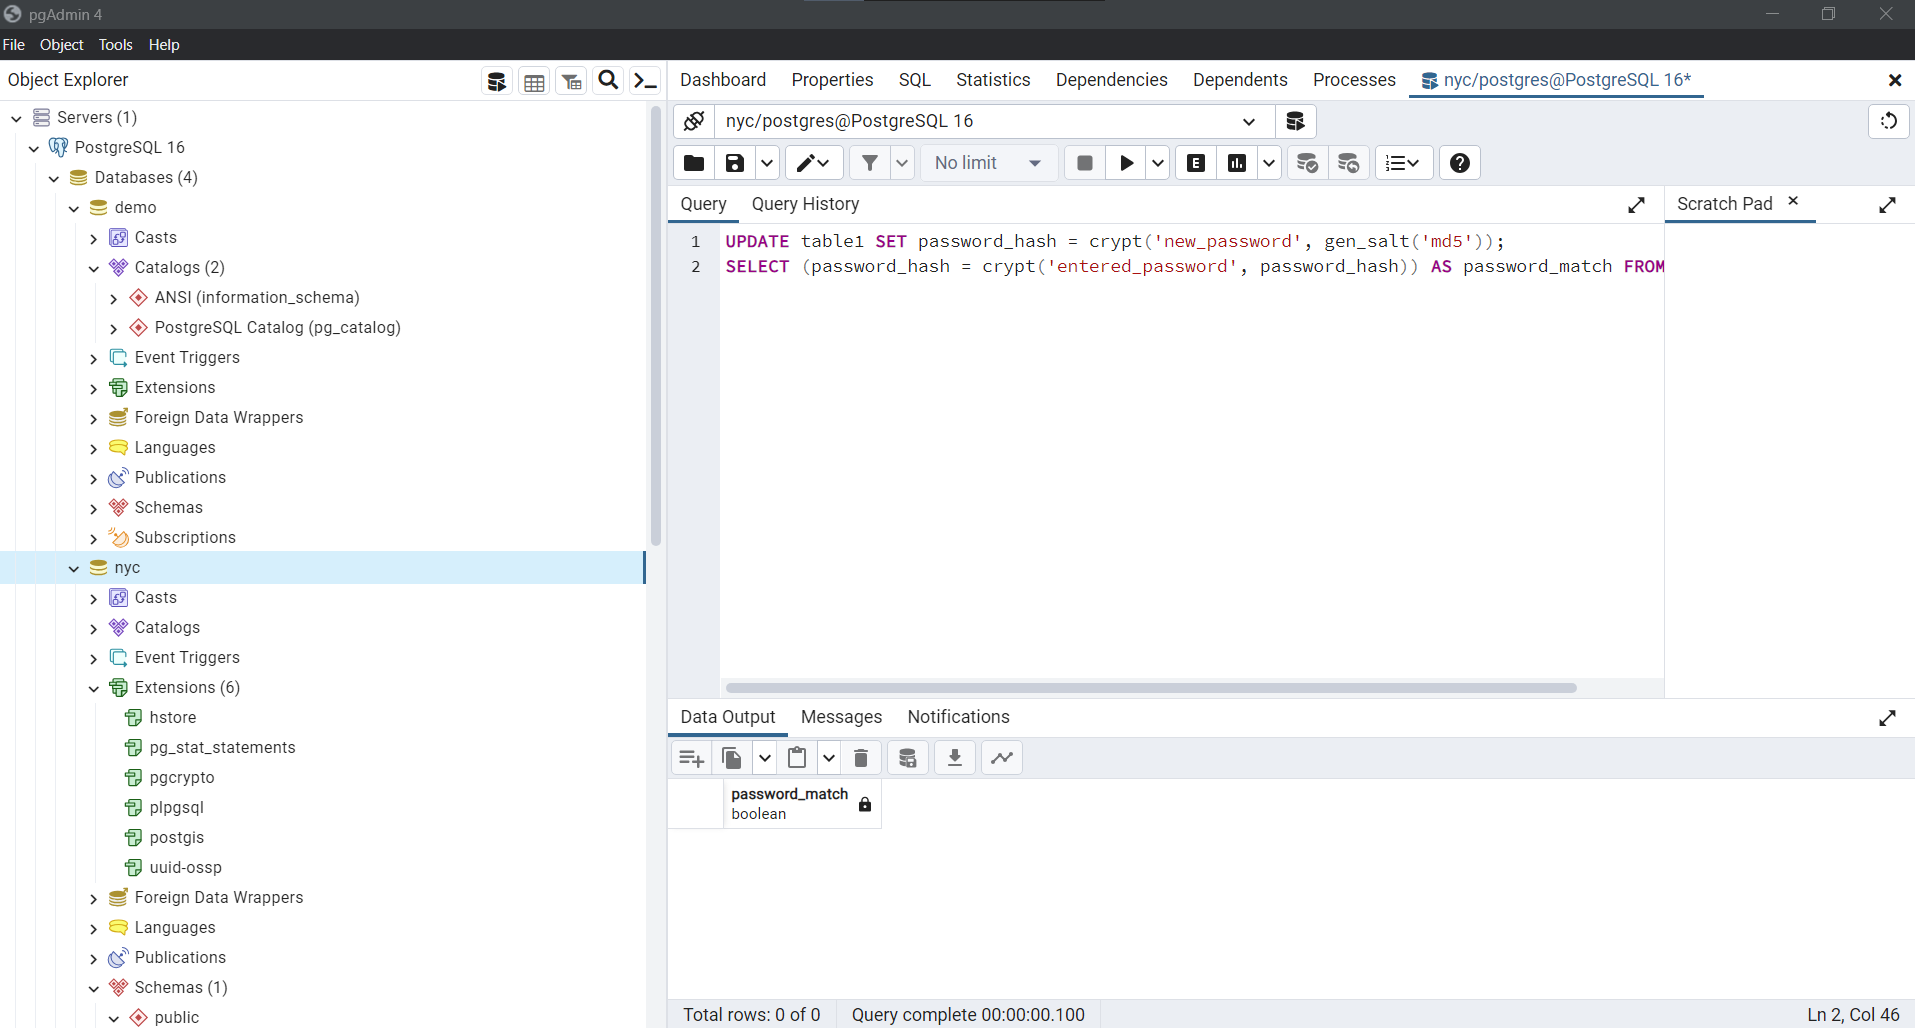 pgAdmin 4
File Object Tools Help
Object Explorer
Servers (1)
PostgreSQL 16
Databases (4)
demo
Casts
Catalogs (2)
ANSI (information_schema)
PostgreSQL Catalog (pg_catalog)
Event Triggers
Extensions
Foreign Data Wrappers
Languages
Publications
Schemas
Subscriptions
nyc
Casts
Catalogs
Event Triggers
Extensions (6)
hstore
pg_stat_statements
pgcrypto
plpgsql
postgis
uuid-ossp
Foreign Data Wrappers
Languages
Publications
Schemas (1)
public
Dashboard Properties SQL Statistics Dependencies Dependents Processes nyc/postgres@PostgreSQL 16*
nyc/postgres@PostgreSQL 16
No limit E
Query Query History
Scratch Pad
1 UPDATE table1 SET password_hash = crypt('new_password', gen_salt('md5'));
2 SELECT (password_hash = crypt('entered_password', password_hash)) AS password_match FROM
Data Output Messages Notifications
password_match
boolean
Total rows: 0 of 0 Query complete 00:00:00.100 Ln 2, Col 46